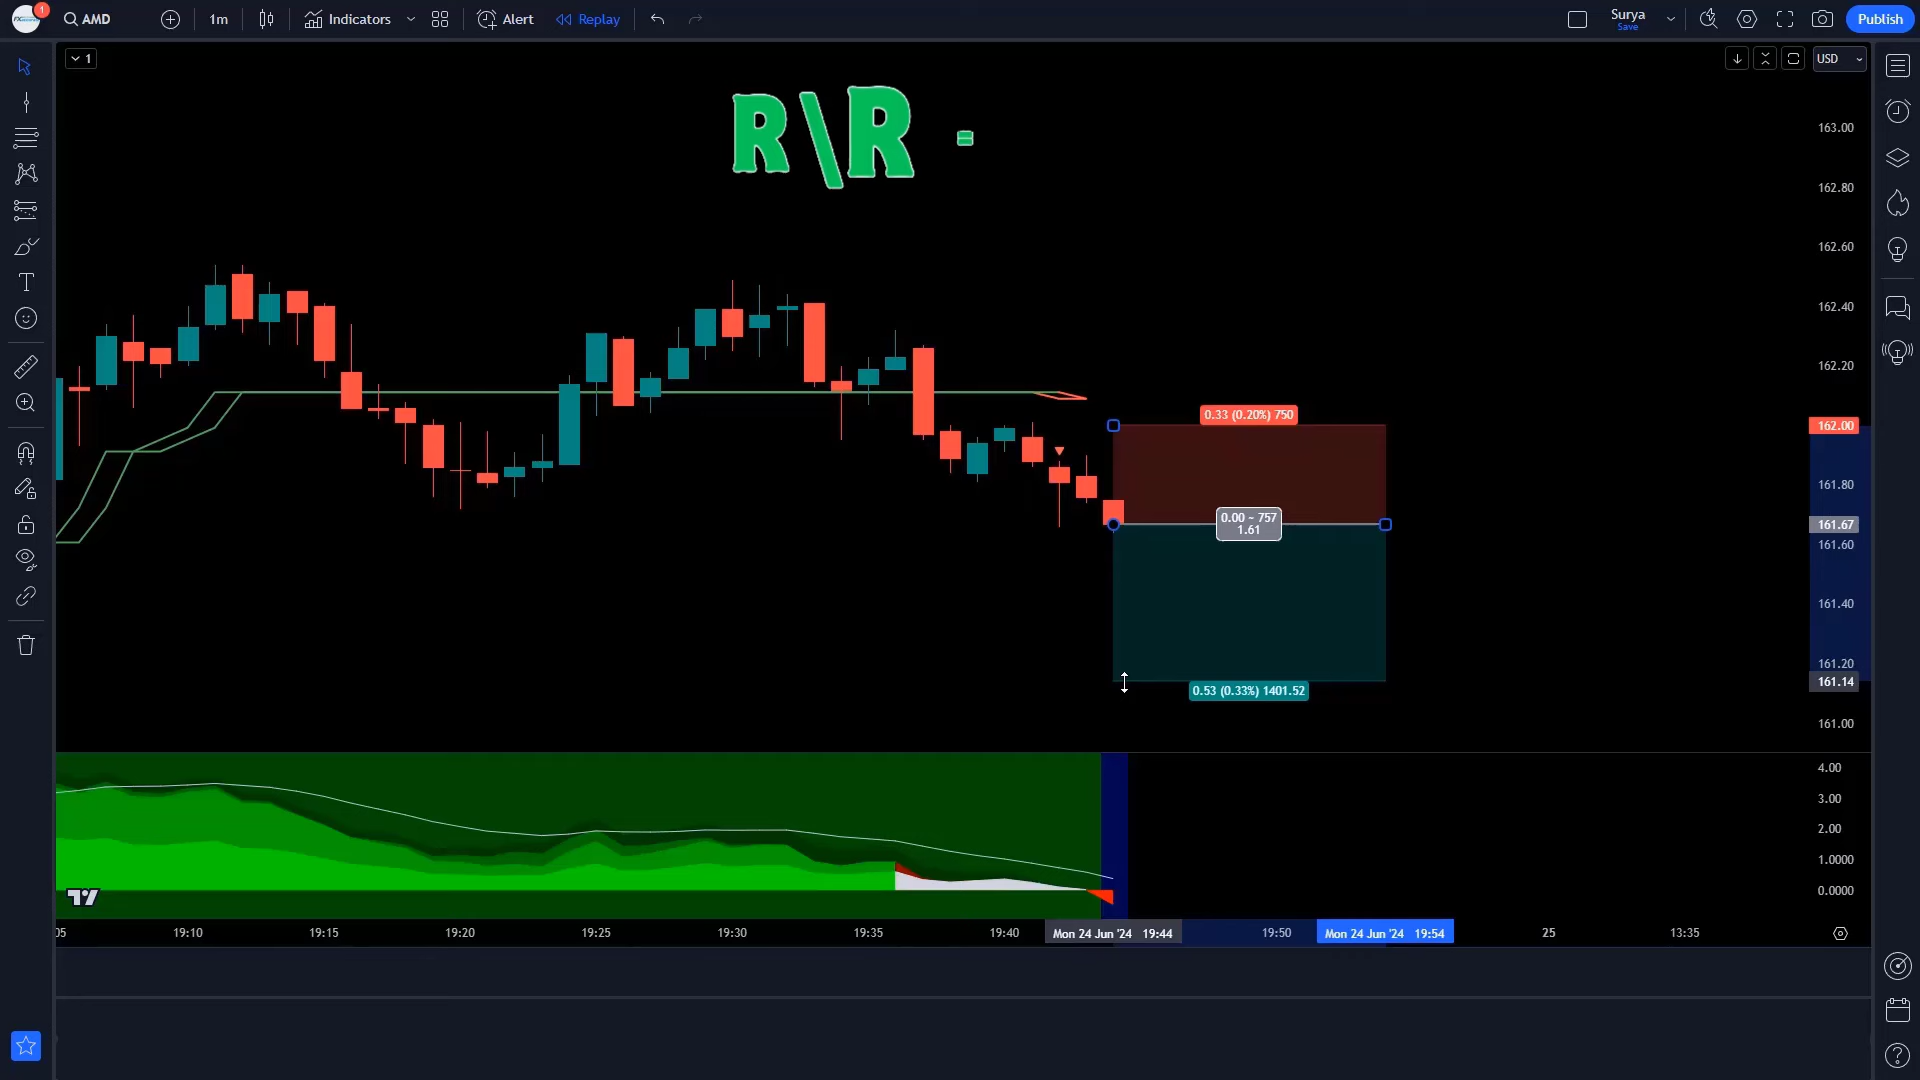 1
AMD
1m
Indicators
Alert
Replay
Surya
Save
Publish
1
USD
R\R =
163.00
162.80
162.60
162.40
162.20
162.00
161.80
161.67
161.60
161.40
161.20
161.14
161.00
0.33 (0.20%) 750
0.00 ~ 757
1.61
0.53 (0.33%) 1401.52
4.00
3.00
2.00
1.0000
0.0000
05
19:10
19:15
19:20
19:25
19:30
19:35
19:40
Mon 24 Jun '24 19:44
19:50
Mon 24 Jun '24 19:54
25
13:35